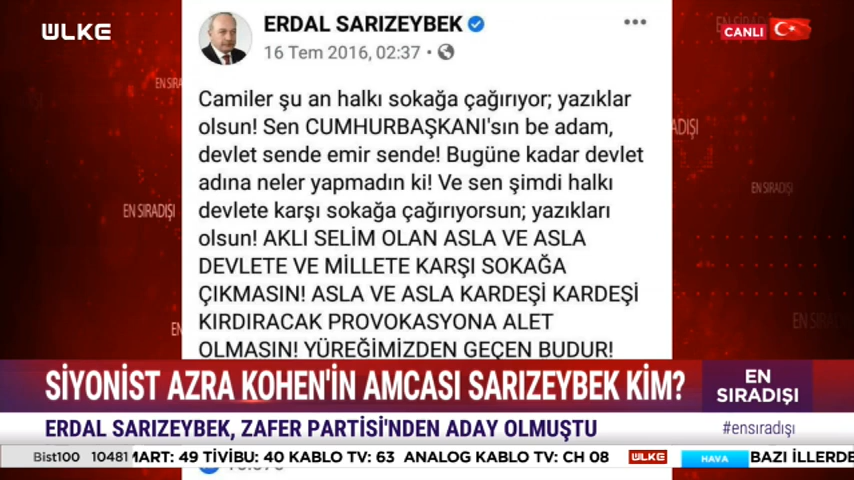 ÜLKE
ERDAL SARIZEYBEK
16 Tem 2016, 02:37
EN SIRADIŞI
CANLI
Camiler şu an halkı sokağa çağırıyor; yazıklar
olsun! Sen CUMHURBAŞKANI'sın be adam,
devlet sende emir sende! Bugüne kadar devlet
adına neler yapmadın ki! Ve sen şimdi halkı
devlete karşı sokağa çağırıyorsun; yazıkları
olsun! AKLI SELİM OLAN ASLA VE ASLA
DEVLETE VE MİLLETE KARŞI SOKAĞA
ÇIKMASIN! ASLA VE ASLA KARDEŞİ KARDEŞİ
KIRDIRACAK PROVOKASYONA ALET
OLMASIN! YÜREĞİMİZDEN GEÇEN BUDUR!
EN SIRADIŞI
EN SIRADIŞI
SİYONİST AZRA KOHEN'İN AMCASI SARIZEYBEK KİM?
EN
SIRADIŞI
ERDAL SARIZEYBEK, ZAFER PARTİSİ'NDEN ADAY OLMUŞTU
#ensıradışı
Bist100 10481 MART: 49 TİVİBU: 40 KABLO TV: 63 ANALOG KABLO TV: CH 08 ÜLKE HAVA BAZI İLLERDE